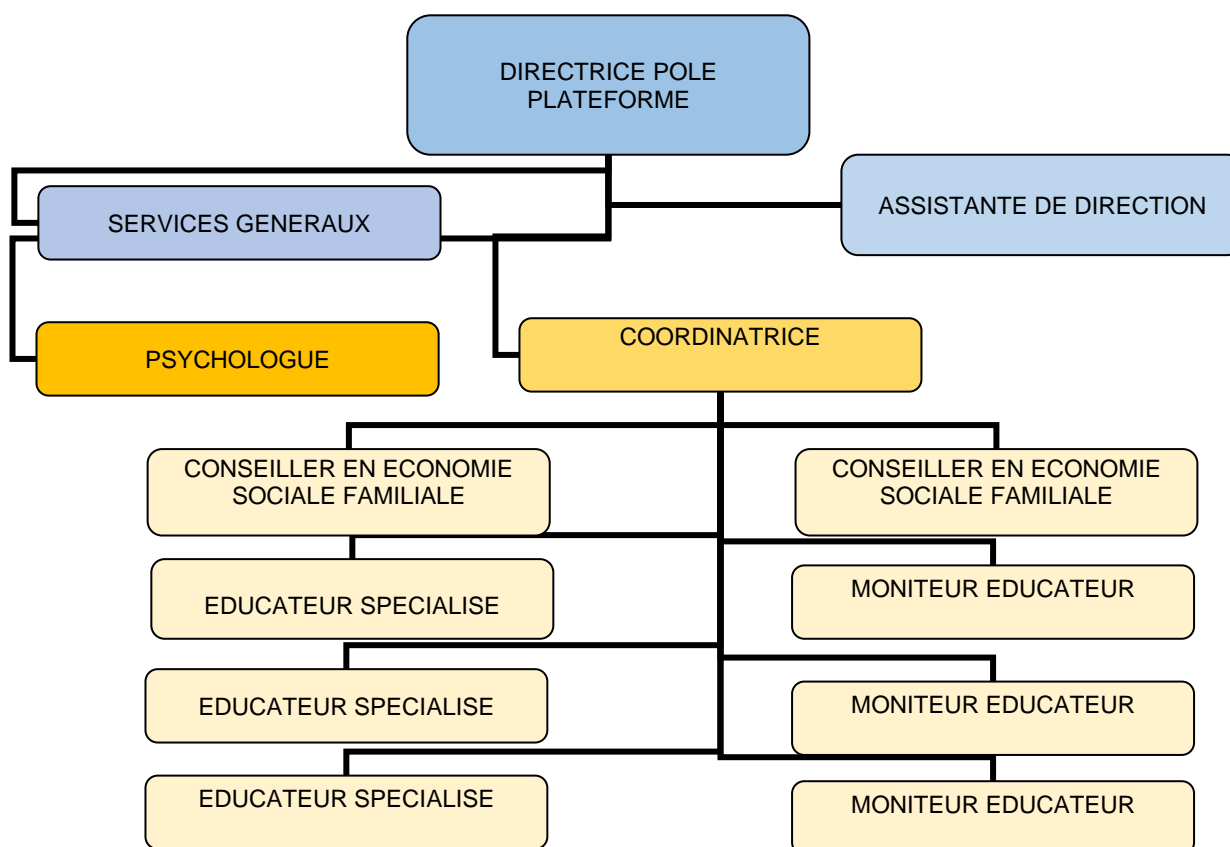 DIRECTRICE POLE
PLATEFORME
SERVICES GENERAUX
ASSISTANTE DE DIRECTION
PSYCHOLOGUE
COORDINATRICE
CONSEILLER EN ECONOMIE
SOCIALE FAMILIALE
CONSEILLER EN ECONOMIE
SOCIALE FAMILIALE
EDUCATEUR SPECIALISE
MONITEUR EDUCATEUR
EDUCATEUR SPECIALISE
MONITEUR EDUCATEUR
EDUCATEUR SPECIALISE
MONITEUR EDUCATEUR